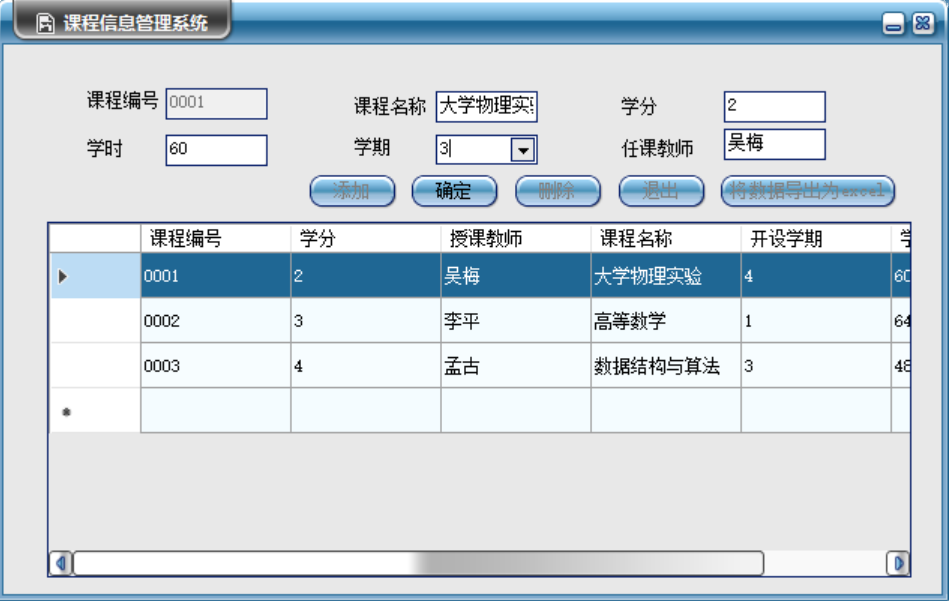 课程信息管理系统
课程编号 0001 课程名称 大学物理实 学分 2
学时 60 学期 3 任课教师 吴梅
添加 确定 删除 退出 将数据导出为excel
课程编号 学分 授课教师 课程名称 开设学期
0001 2 吴梅 大学物理实验 4 60
0002 3 李平 高等数学 1 64
0003 4 孟古 数据结构与算法 3 48